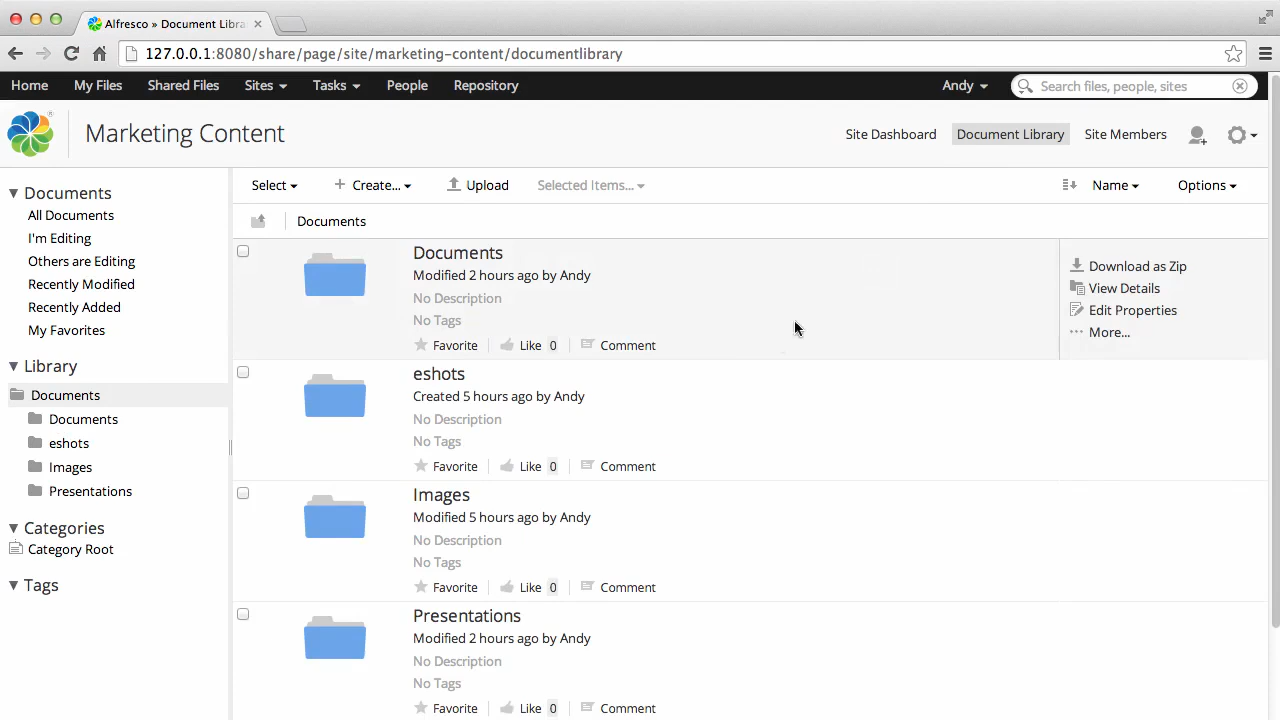 Alfresco » Document Libra
127.0.0.1:8080/share/page/site/marketing-content/documentlibrary
Home My Files Shared Files Sites Tasks People Repository Andy Search files, people, sites
Marketing Content Site Dashboard Document Library Site Members
Select Create... Upload Selected Items... Name Options
Documents
Documents
All Documents
I'm Editing
Others are Editing
Recently Modified
Recently Added
My Favorites
Library
Documents
Documents
eshots
Images
Presentations
Categories
Category Root
Tags
Documents
Modified 2 hours ago by Andy
No Description
No Tags
Favorite Like 0 Comment
Download as Zip
View Details
Edit Properties
More...
eshots
Created 5 hours ago by Andy
No Description
No Tags
Favorite Like 0 Comment
Images
Modified 5 hours ago by Andy
No Description
No Tags
Favorite Like 0 Comment
Presentations
Modified 2 hours ago by Andy
No Description
No Tags
Favorite Like 0 Comment